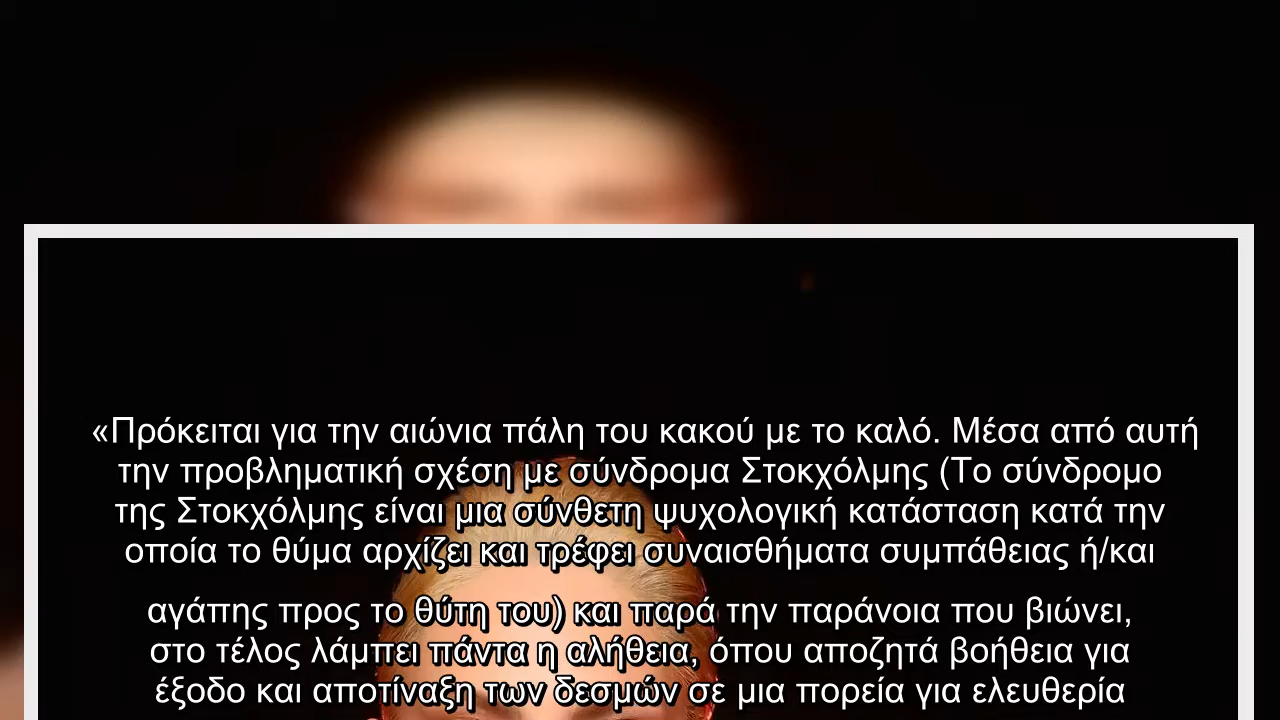 «Πρόκειται για την αιώνια πάλη του κακού με το καλό. Μέσα από αυτή
την προβληματική σχέση με σύνδρομα Στοκχόλμης (Το σύνδρομο
της Στοκχόλμης είναι μια σύνθετη ψυχολογική κατάσταση κατά την
οποία το θύμα αρχίζει και τρέφει συναισθήματα συμπάθειας ή/και
αγάπης προς το θύτη του) και παρά την παράνοια που βιώνει,
στο τέλος λάμπει πάντα η αλήθεια, όπου αποζητά βοήθεια για
έξοδο και αποτίναξη των δεσμών σε μια πορεία για ελευθερία